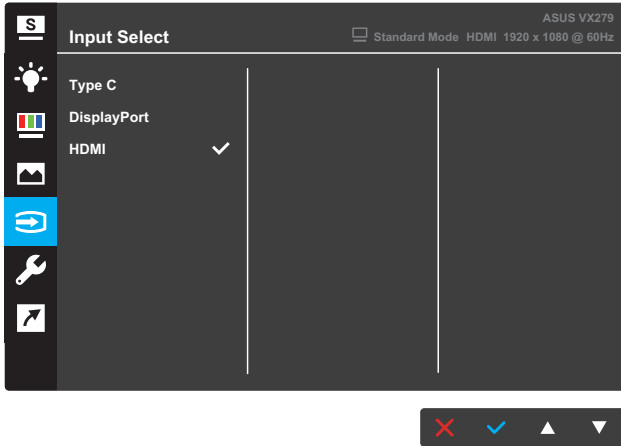 S
ASUS VX279
Input Select
Standard Mode HDMI 1920 x 1080 @ 60Hz
Type C
DisplayPort
HDMI